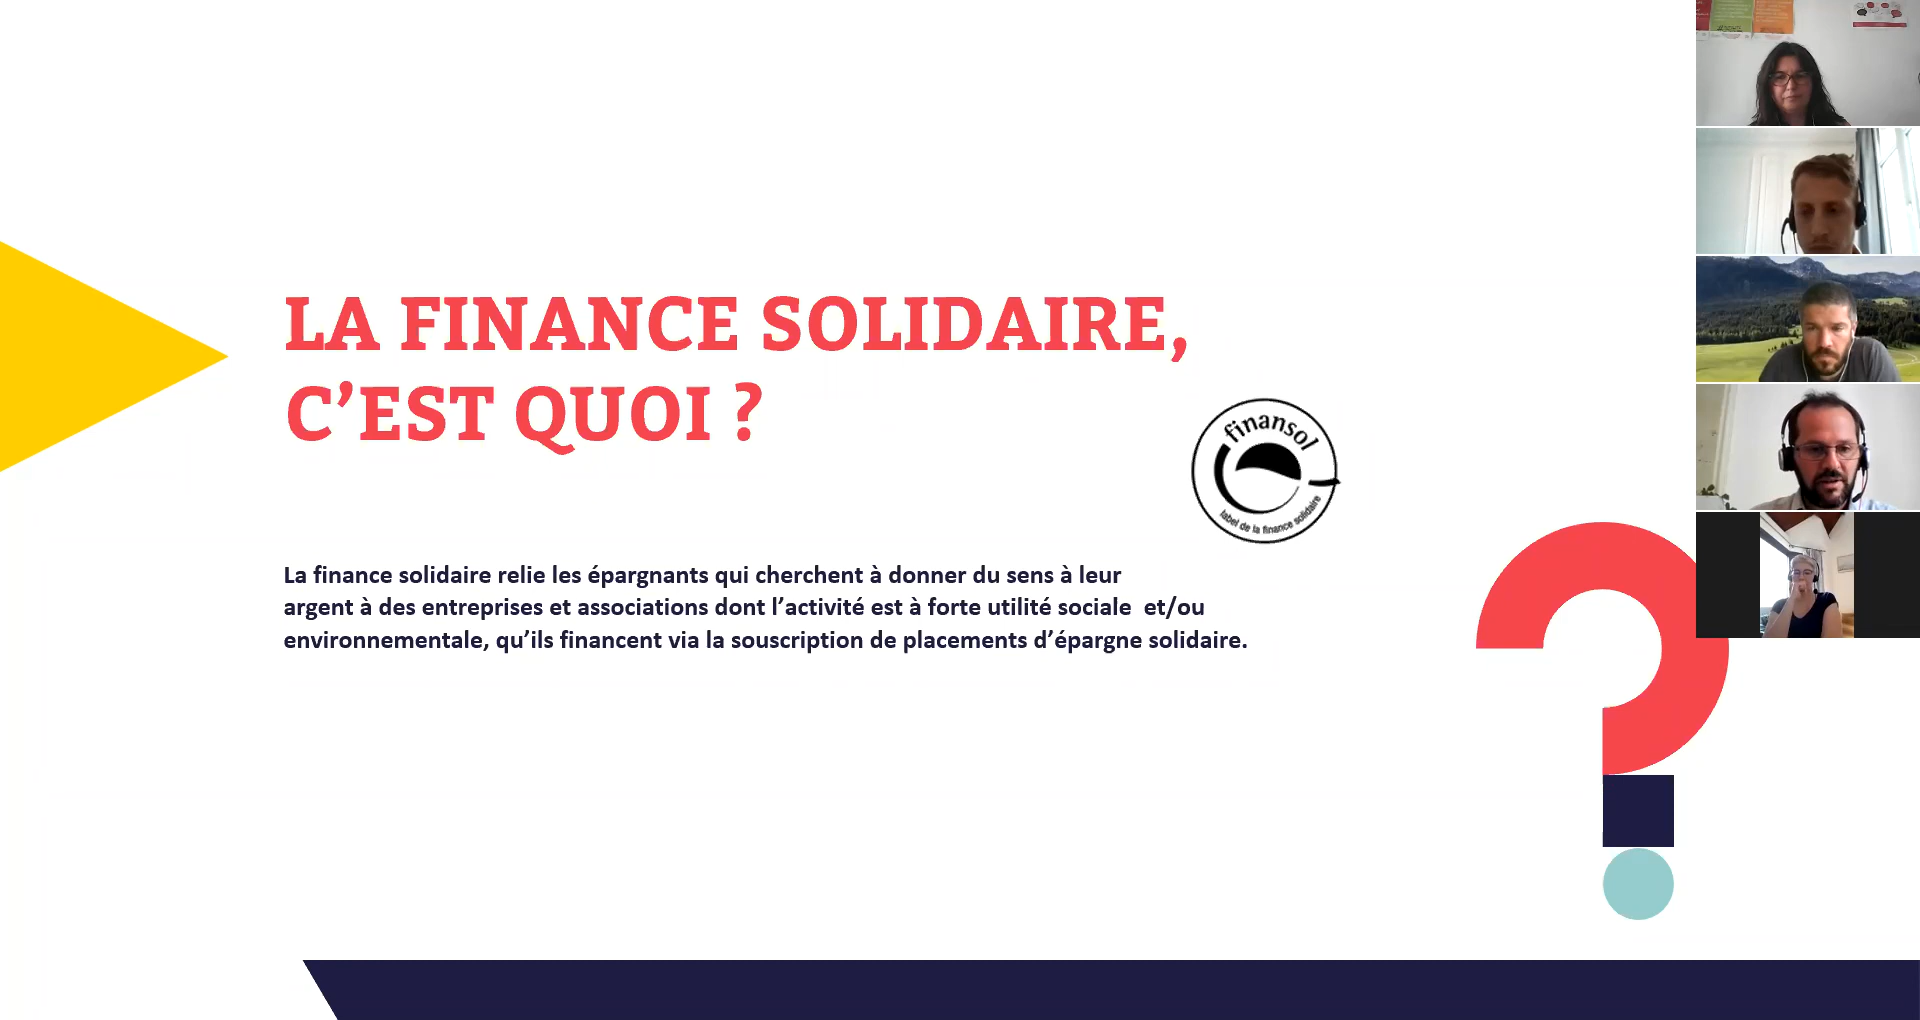 LA FINANCE SOLIDAIRE,
C’EST QUOI ?
finansol
label de la finance solidaire
La finance solidaire relie les épargnants qui cherchent à donner du sens à leur
argent à des entreprises et associations dont l’activité est à forte utilité sociale  et/ou
environnementale, qu’ils financent via la souscription de placements d’épargne solidaire.